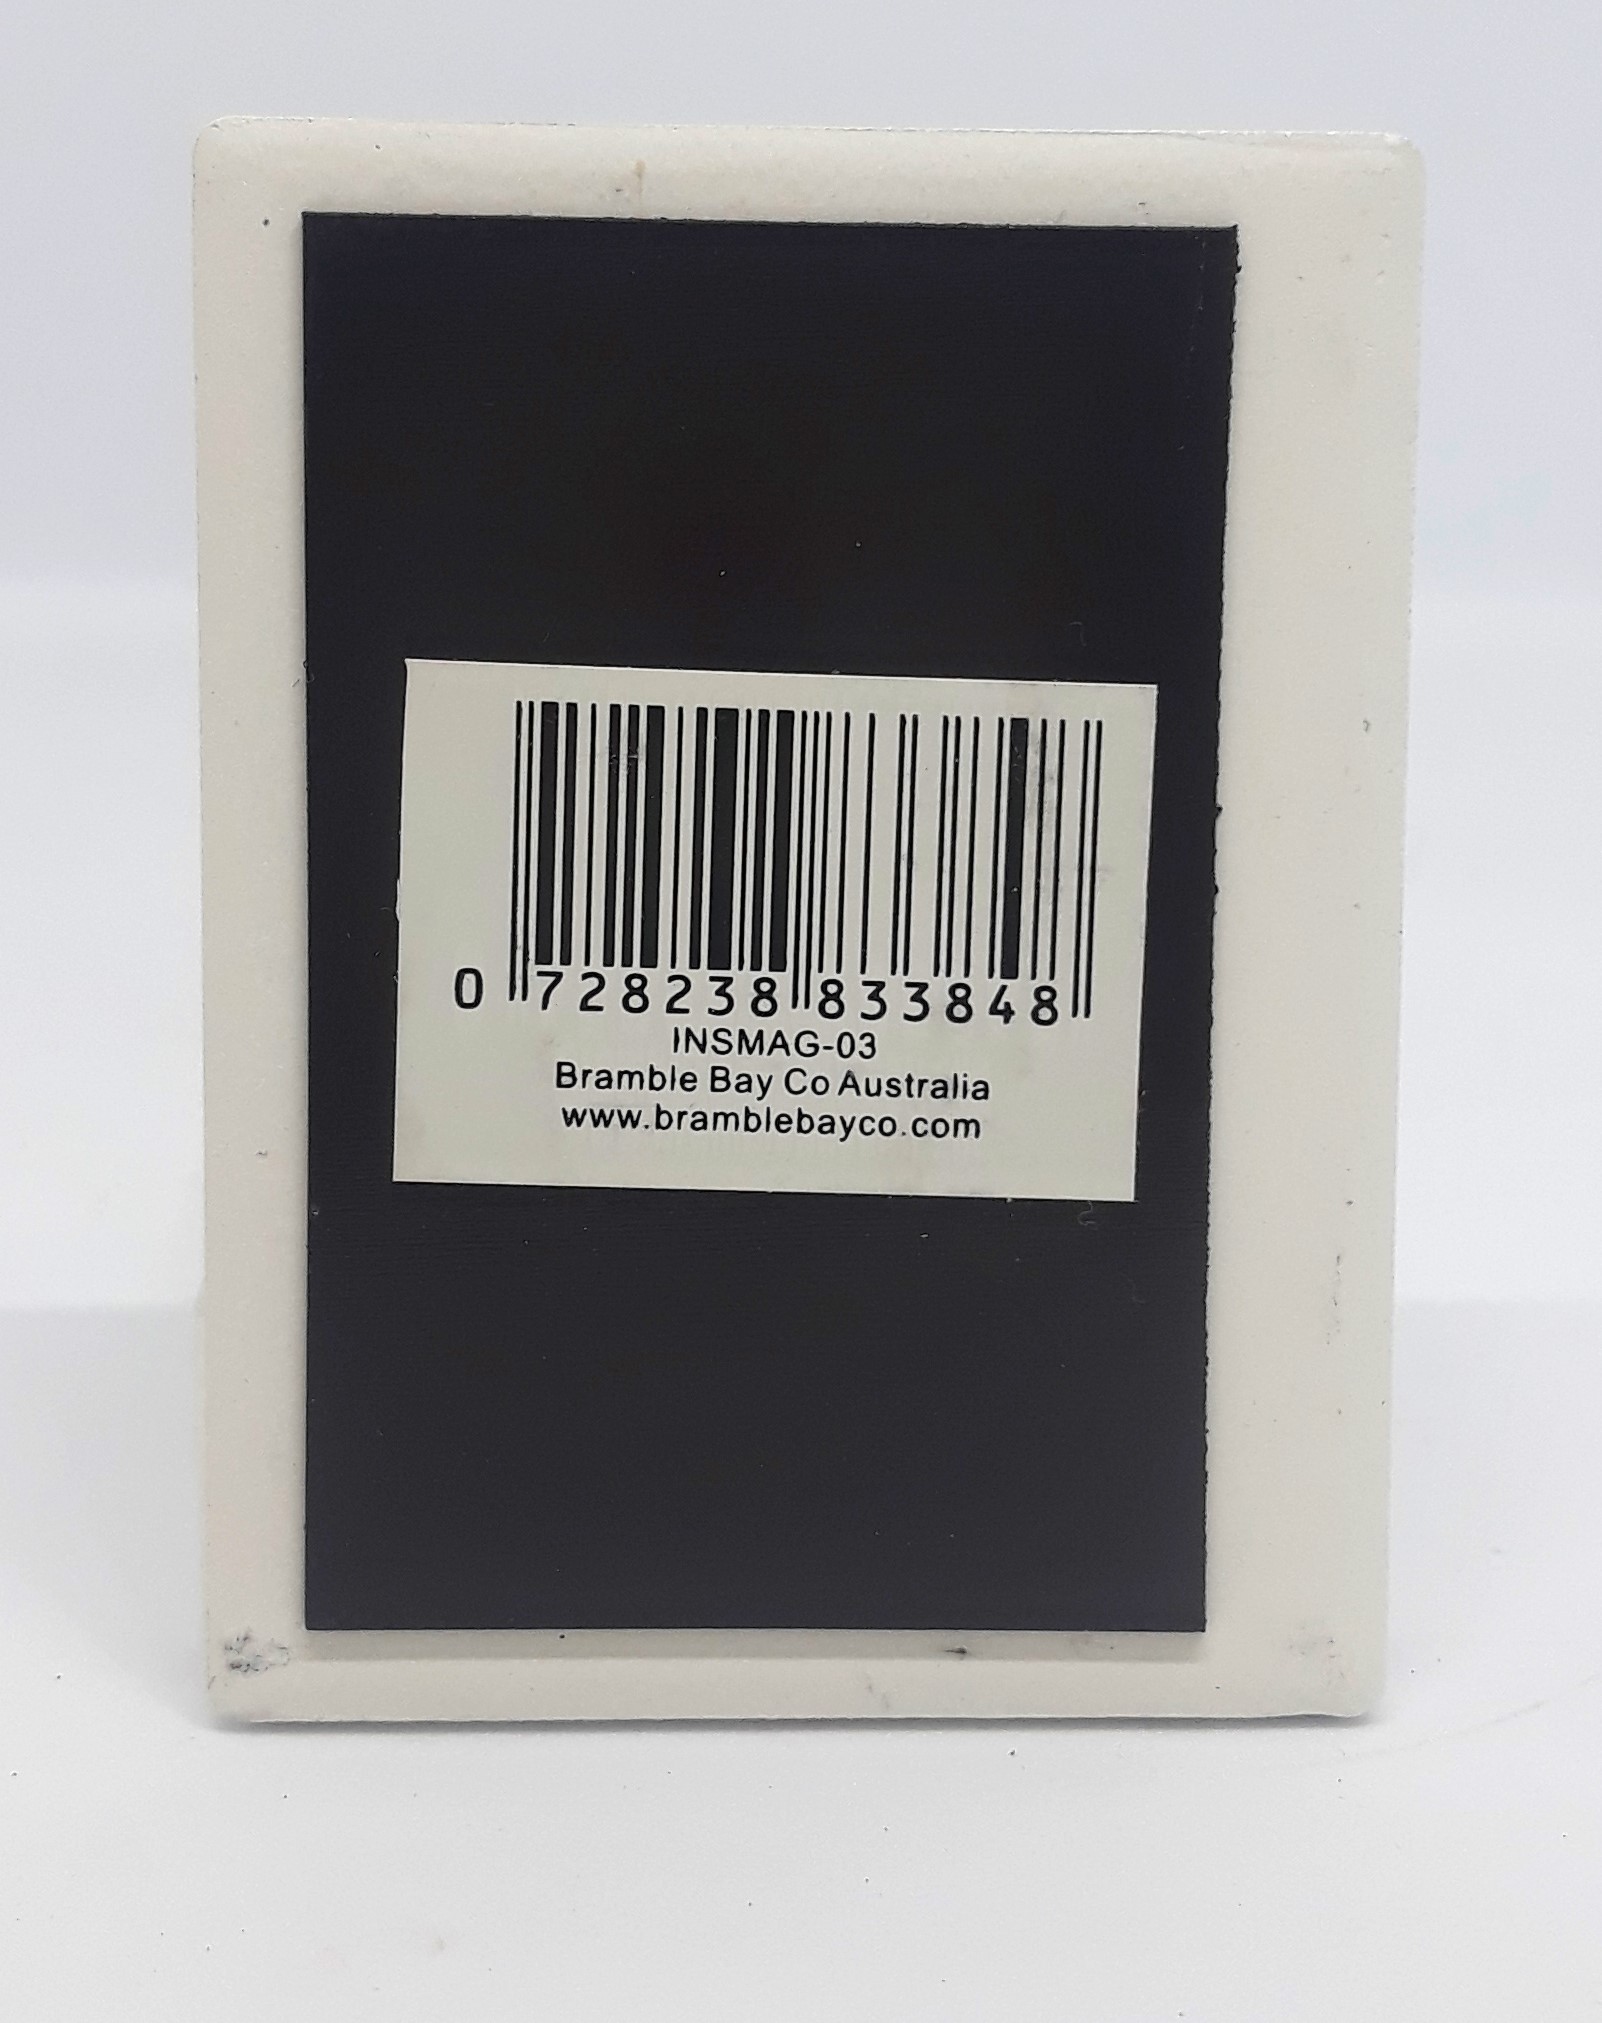 0 728238 833848
INSMAG-03
Bramble Bay Co Australia
www.bramblebayco.com